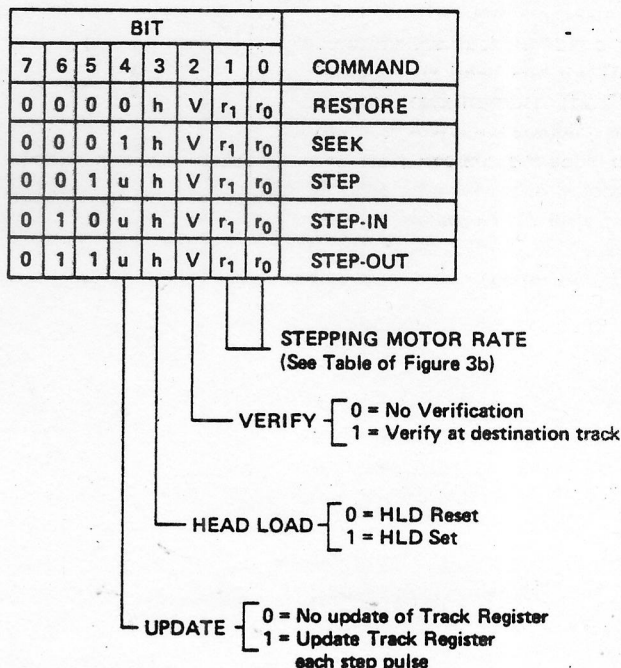 BIT
7 6 5 4 3 2 1 0 COMMAND
0 0 0 0 h V r1 r0 RESTORE
0 0 0 1 h V r1 r0 SEEK
0 0 1 u h V r1 r0 STEP
0 1 0 u h V r1 r0 STEP-IN
0 1 1 u h V r1 r0 STEP-OUT
STEPPING MOTOR RATE
(See Table of Figure 3b)
VERIFY
0 = No Verification
1 = Verify at destination track
HEAD LOAD
0 = HLD Reset
1 = HLD Set
UPDATE
0 = No update of Track Register
1 = Update Track Register
each step pulse